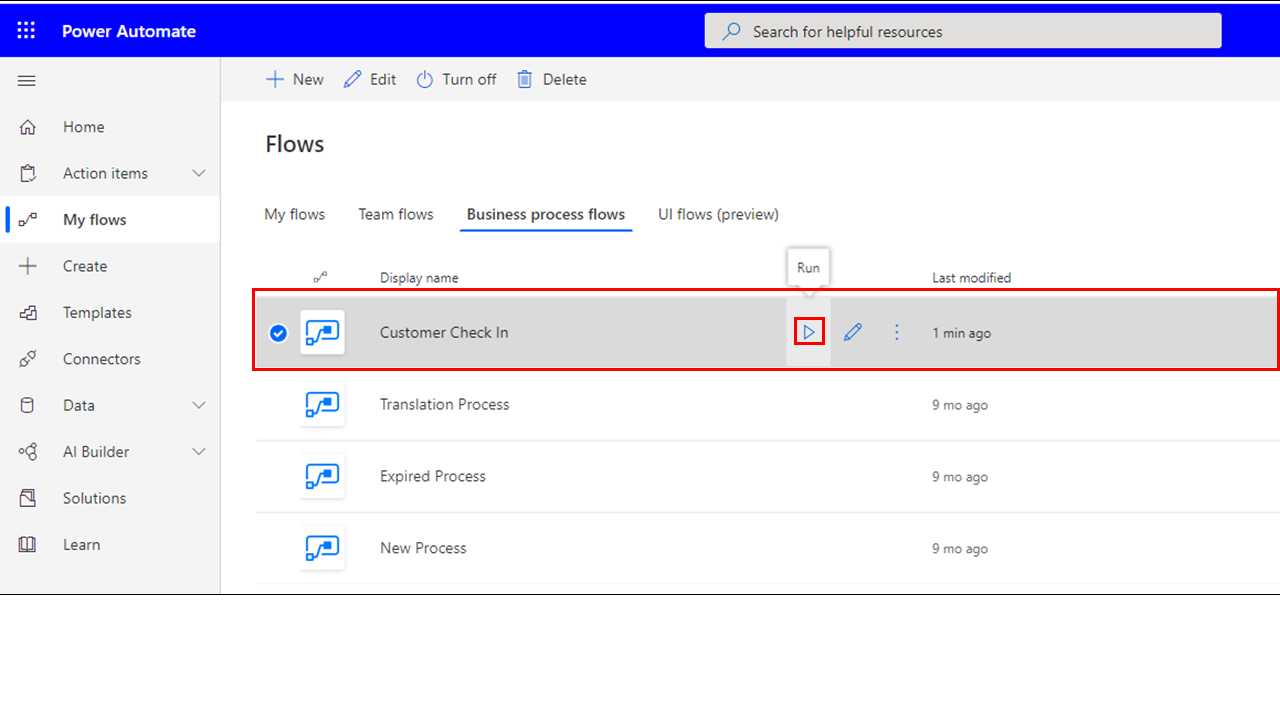 Power Automate
Search for helpful resources
New Edit Turn off Delete
Home
Action items
My flows
Create
Templates
Connectors
Data
AI Builder
Solutions
Learn
Flows
My flows Team flows Business process flows UI flows (preview)
Run
Display name Last modified
Customer Check In 1 min ago
Translation Process 9 mo ago
Expired Process 9 mo ago
New Process 9 mo ago